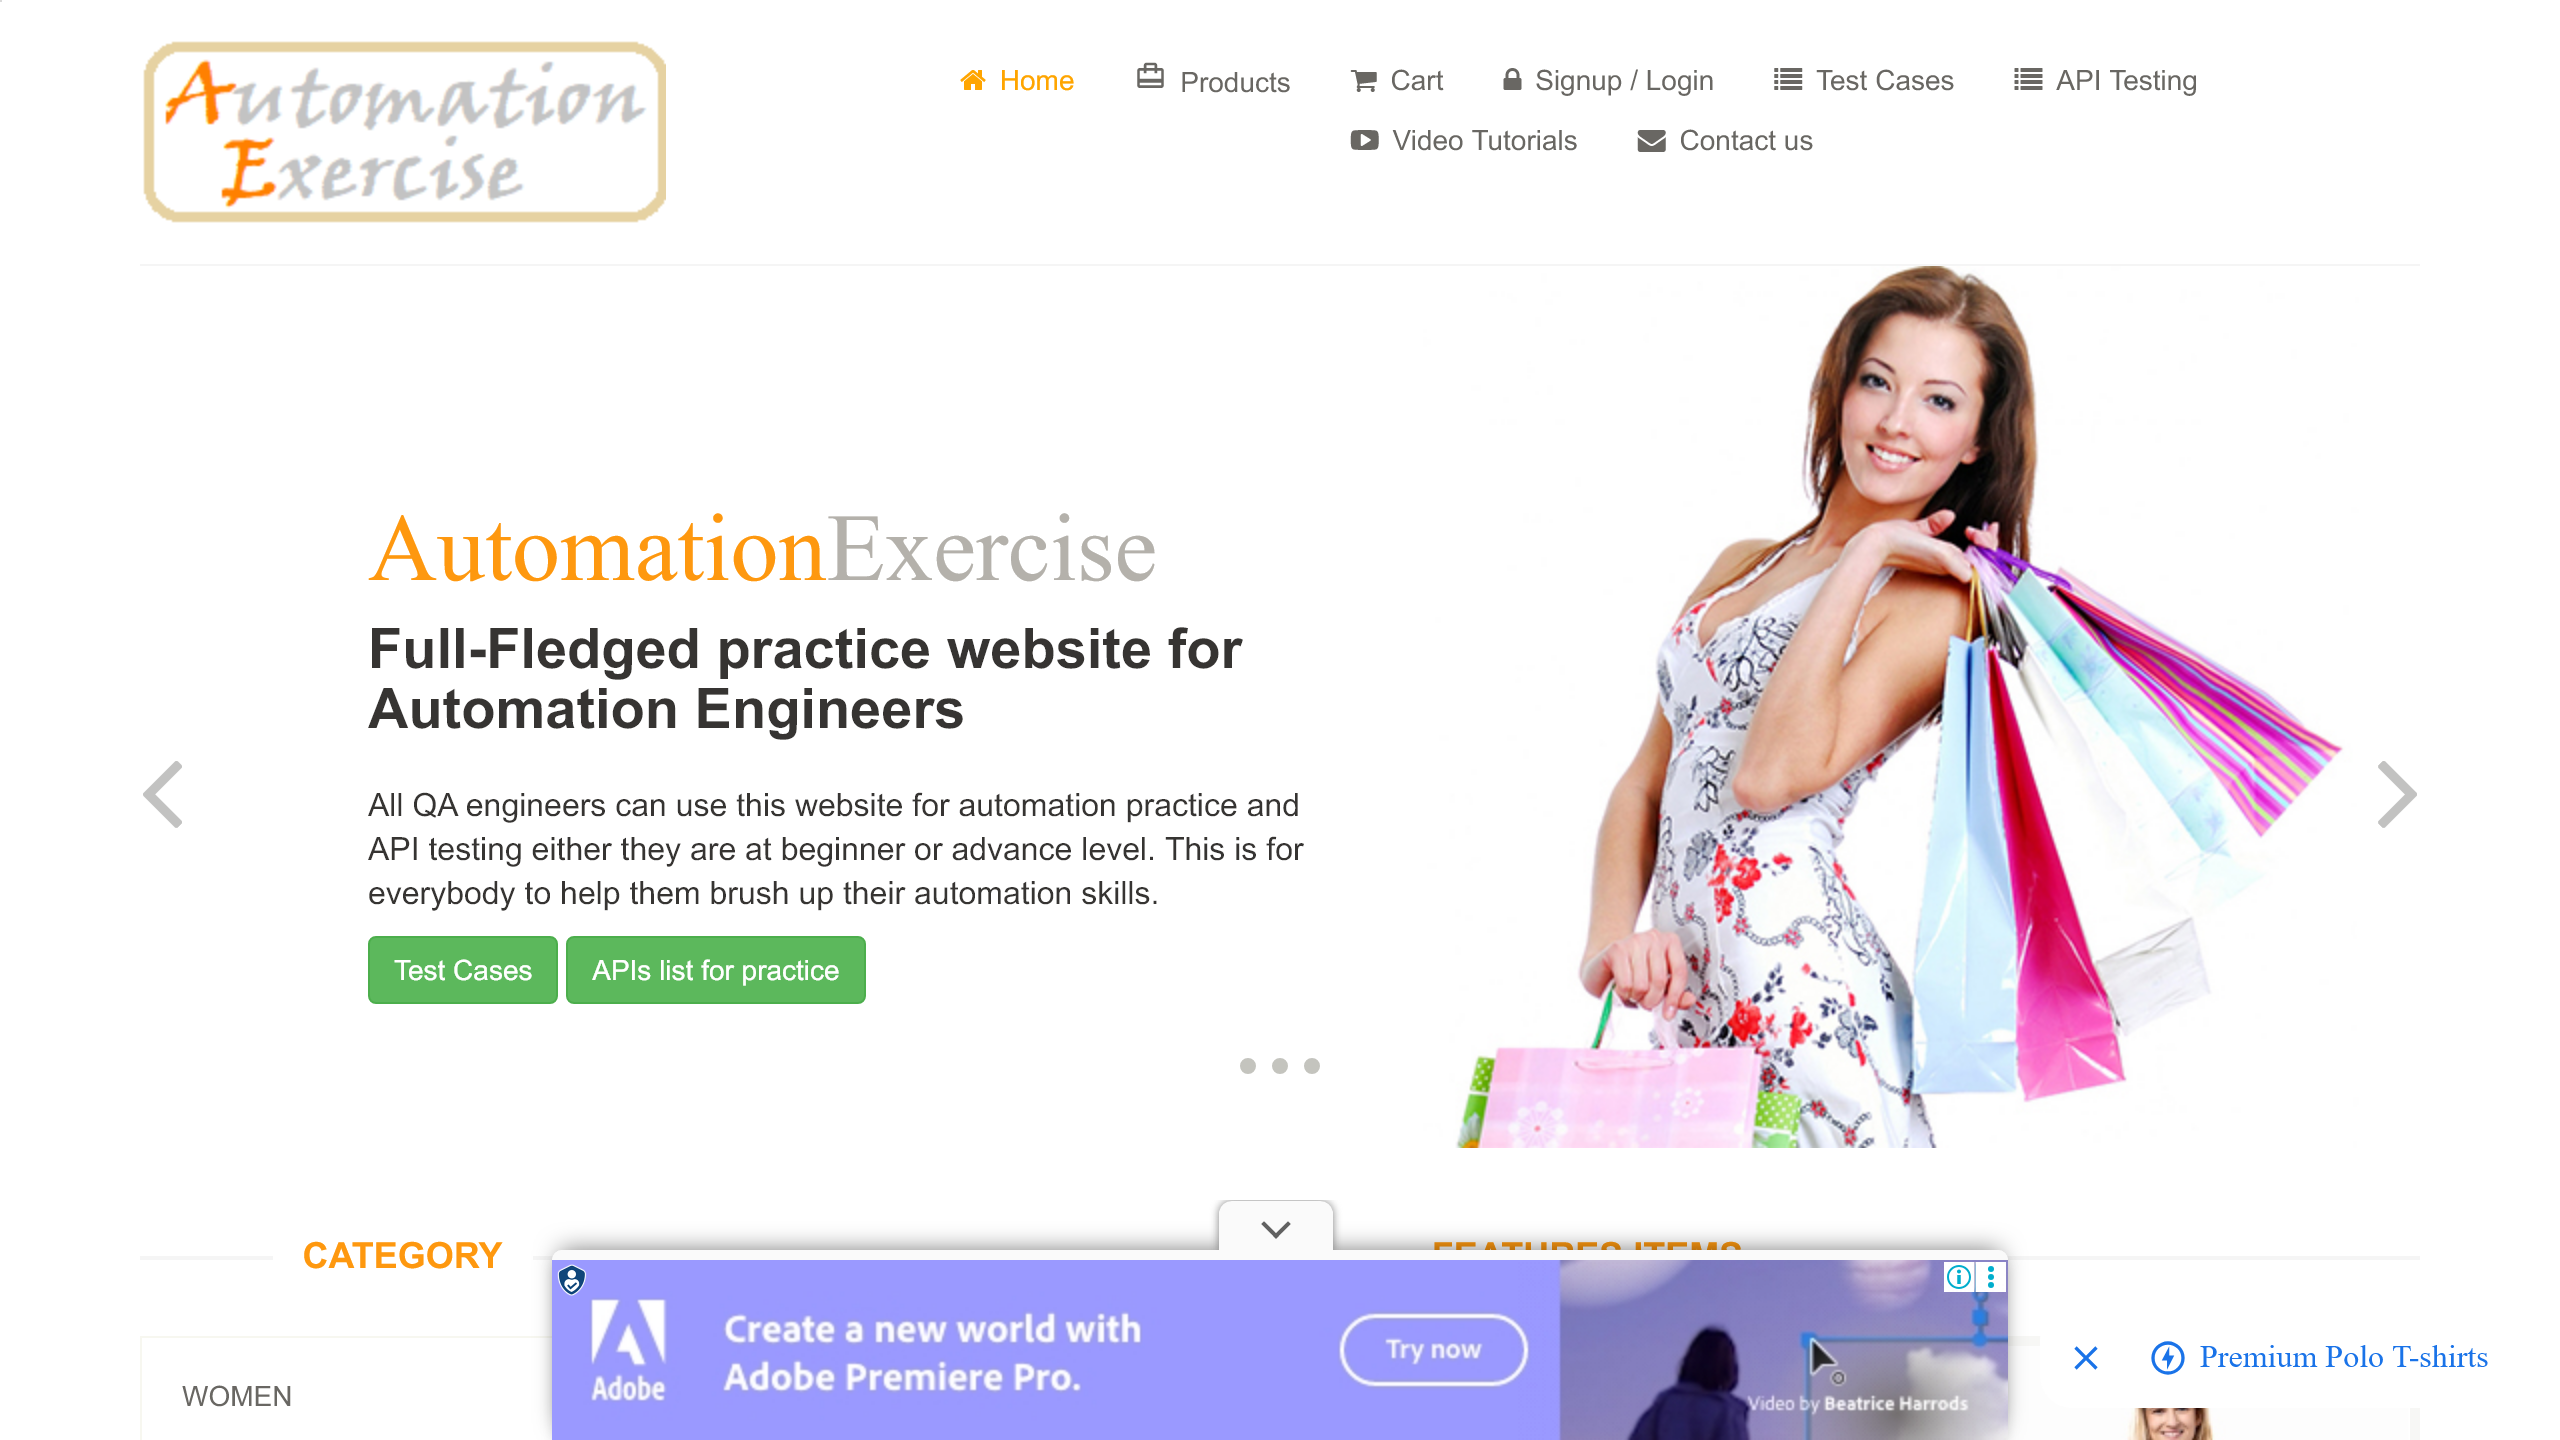 Automation
Exercise
Home
Products
Cart
Signup / Login
Test Cases
API Testing
Video Tutorials
Contact us
AutomationExercise
Full-Fledged practice website for
Automation Engineers
All QA engineers can use this website for automation practice and
API testing either they are at beginner or advance level. This is for
everybody to help them brush up their automation skills.
Test Cases
APIs list for practice
CATEGORY
FEATURES ITEMS
WOMEN
Adobe
Create a new world with
Adobe Premiere Pro.
Try now
Video by Beatrice Harrods
Premium Polo T-shirts